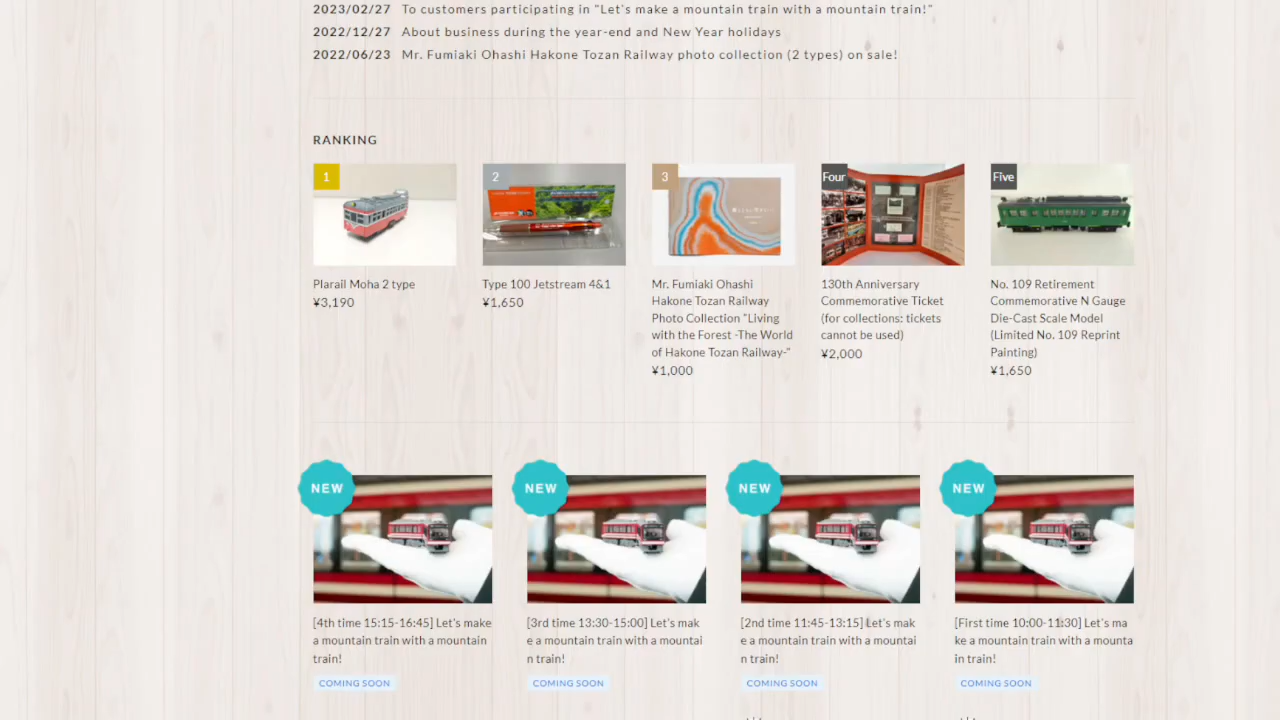 2023/02/27 To customers participating in "Let's make a mountain train with a mountain train!"
2022/12/27 About business during the year-end and New Year holidays
2022/06/23 Mr. Fumiaki Ohashi Hakone Tozan Railway photo collection (2 types) on sale!
RANKING
1
Plarail Moha 2 type
¥3,190
2
Type 100 Jetstream 4&1
¥1,650
3
Mr. Fumiaki Ohashi
Hakone Tozan Railway
Photo Collection "Living
with the Forest -The World
of Hakone Tozan Railway-"
¥1,000
Four
130th Anniversary
Commemorative Ticket
(for collections: tickets
cannot be used)
¥2,000
Five
No. 109 Retirement
Commemorative N Gauge
Die-Cast Scale Model
(Limited No. 109 Reprint
Painting)
¥1,650
NEW
[4th time 15:15-16:45] Let's make
a mountain train with a mountain
train!
COMING SOON
NEW
[3rd time 13:30-15:00] Let's mak
e a mountain train with a mountai
n train!
COMING SOON
NEW
[2nd time 11:45-13:15] Let's mak
e a mountain train with a mountai
n train!
COMING SOON
NEW
[First time 10:00-11:30] Let's ma
ke a mountain train with a mounta
in train!
COMING SOON